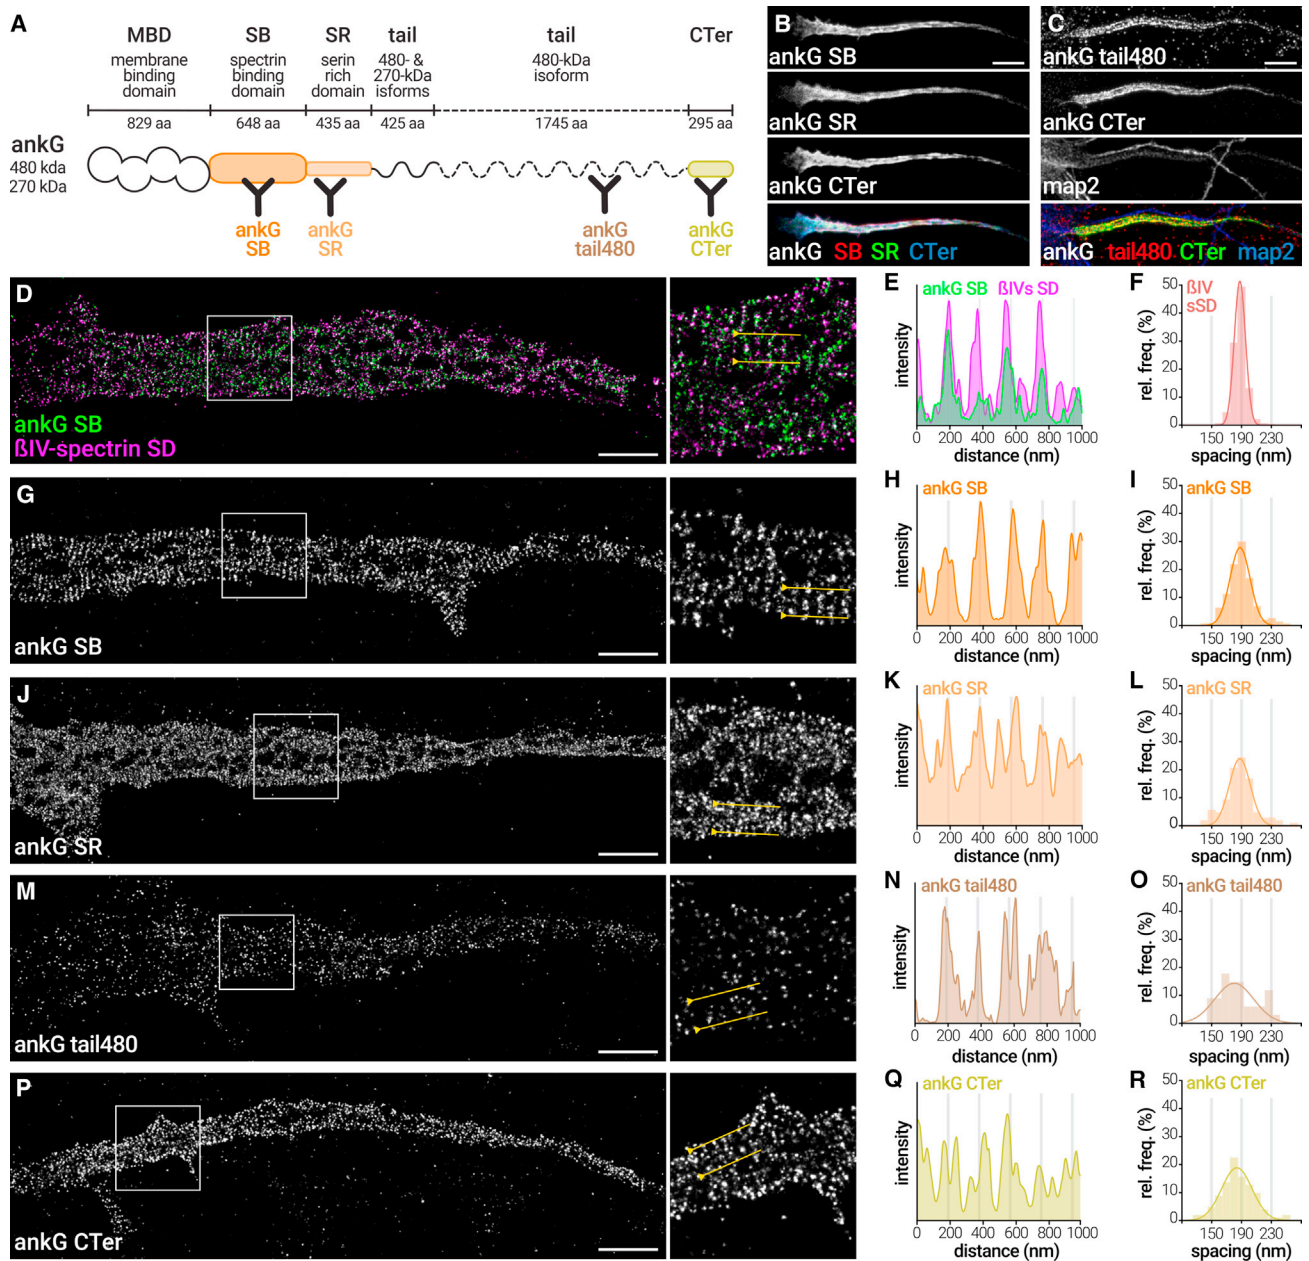 A
MBD SB SR tail tail CTer
membrane binding domain
spectrin binding domain
serin rich domain
480- & 270-kDa isforms
480-kDa isoform
829 aa 648 aa 435 aa 425 aa 1745 aa 295 aa
ankG
480 kda
270 kDa
ankG SB
ankG SR
ankG tail480
ankG CTer
B
ankG SB
ankG SR
ankG CTer
ankG SB SR CTer
C
ankG tail480
ankG CTer
map2
ankG tail480 CTer map2
D
ankG SB
ßIV-spectrin SD
E
ankG SB ßIVs SD
intensity
0 200 400 600 800 1000
distance (nm)
F
ßIV
sSD
rel. freq. (%)
50
40
30
20
10
0
150 190 230
spacing (nm)
G
ankG SB
H
ankG SB
intensity
0 200 400 600 800 1000
distance (nm)
I
ankG SB
rel. freq. (%)
50
40
30
20
10
0
150 190 230
spacing (nm)
J
ankG SR
K
ankG SR
intensity
0 200 400 600 800 1000
distance (nm)
L
ankG SR
rel. freq. (%)
50
40
30
20
10
0
150 190 230
spacing (nm)
M
ankG tail480
N
ankG tail480
intensity
0 200 400 600 800 1000
distance (nm)
O
ankG tail480
rel. freq. (%)
50
40
30
20
10
0
150 190 230
spacing (nm)
P
ankG CTer
Q
ankG CTer
intensity
0 200 400 600 800 1000
distance (nm)
R
ankG CTer
rel. freq. (%)
50
40
30
20
10
0
150 190 230
spacing (nm)